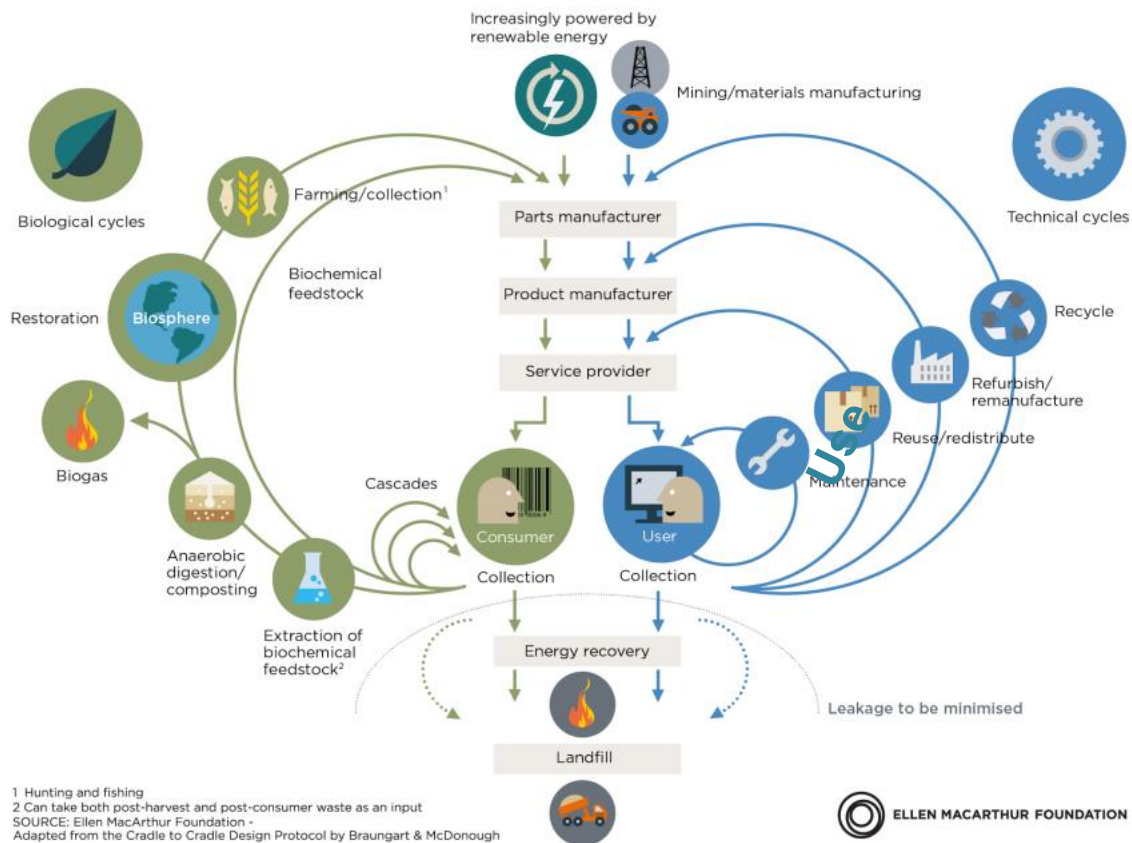 Increasingly powered by
renewable energy
Mining/materials manufacturing
Biological cycles
Farming/collection¹
Technical cycles
Parts manufacturer
Biochemical
feedstock
Product manufacturer
Restoration
Biosphere
Recycle
Service provider
Refurbish/
remanufacture
Reuse/redistribute
Use
Biogas
Cascades
Maintenance
Consumer
User
Anaerobic
digestion/
composting
Collection
Collection
Extraction of
biochemical
feedstock²
Energy recovery
Leakage to be minimised
Landfill
1 Hunting and fishing
2 Can take both post-harvest and post-consumer waste as an input
SOURCE: Ellen MacArthur Foundation -
Adapted from the Cradle to Cradle Design Protocol by Braungart & McDonough
ELLEN MACARTHUR FOUNDATION